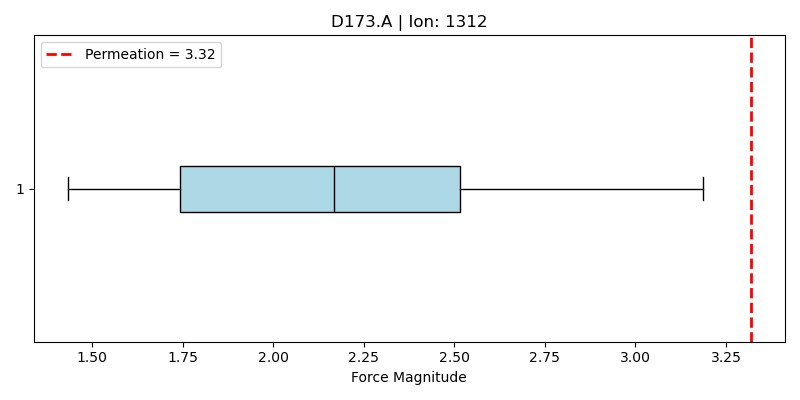 D173.A | Ion: 1312
Permeation = 3.32
1
1.50 1.75 2.00 2.25 2.50 2.75 3.00 3.25
Force Magnitude